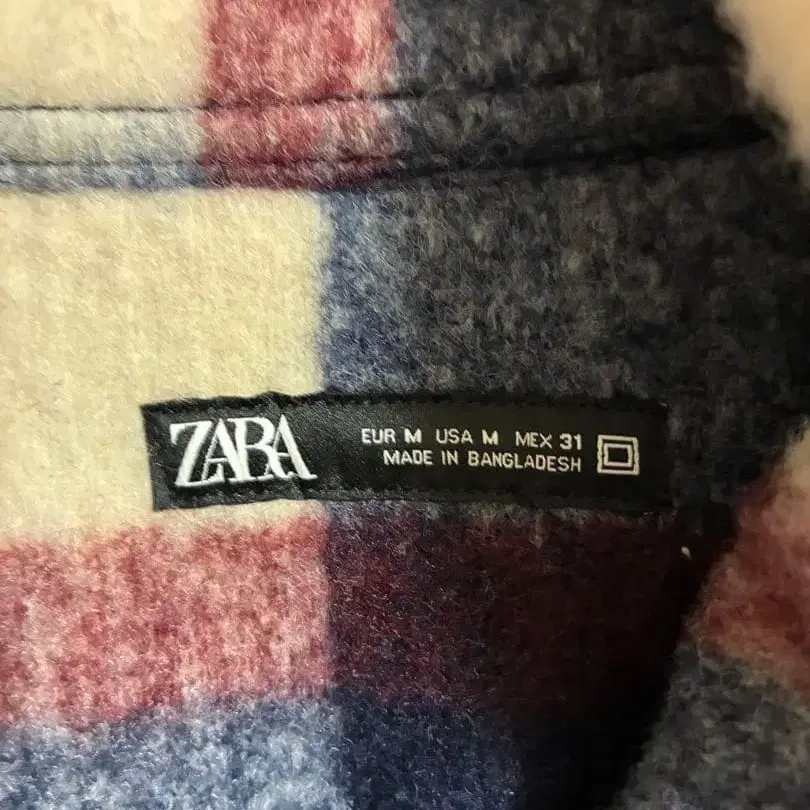 ZARA
EUR M USA M MEX 31
MADE IN BANGLADESH